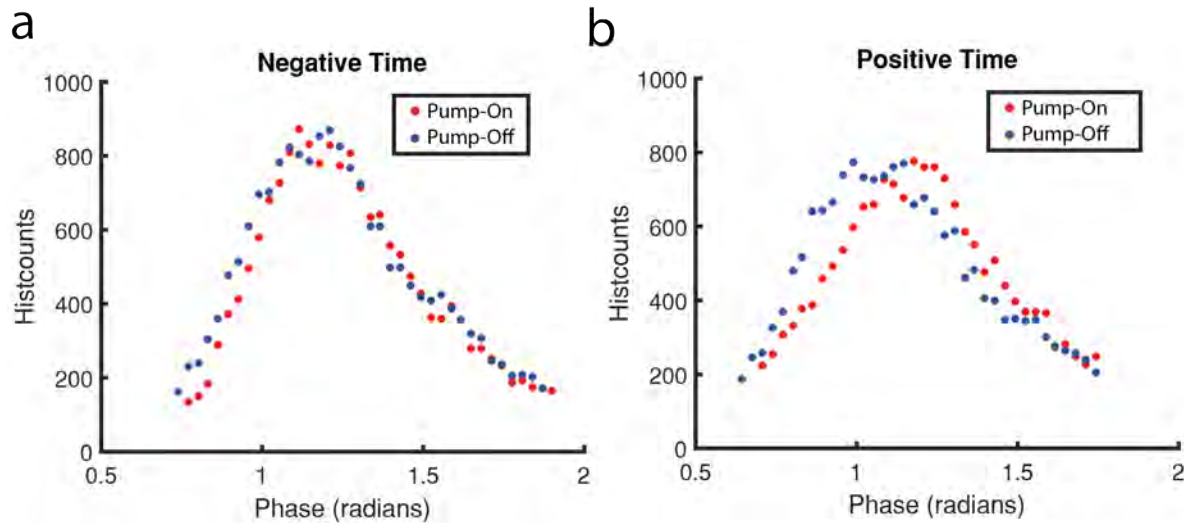 a
Negative Time
1000
800
600
400
200
0
Histcounts
Pump-On
Pump-Off
0.5 1 1.5 2
Phase (radians)
b
Positive Time
1000
800
600
400
200
0
Histcounts
Pump-On
Pump-Off
0.5 1 1.5 2
Phase (radians)